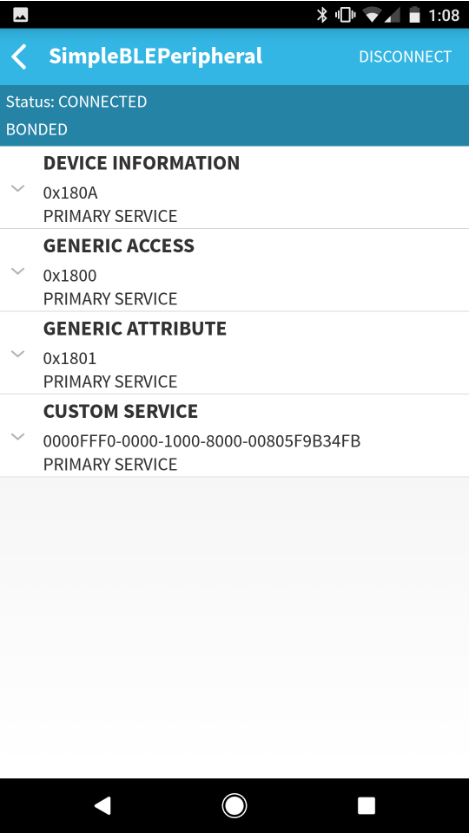 1:08
SimpleBLEPeripheral DISCONNECT
Status: CONNECTED
BONDED
DEVICE INFORMATION
0x180A
PRIMARY SERVICE
GENERIC ACCESS
0x1800
PRIMARY SERVICE
GENERIC ATTRIBUTE
0x1801
PRIMARY SERVICE
CUSTOM SERVICE
0000FFF0-0000-1000-8000-00805F9B34FB
PRIMARY SERVICE